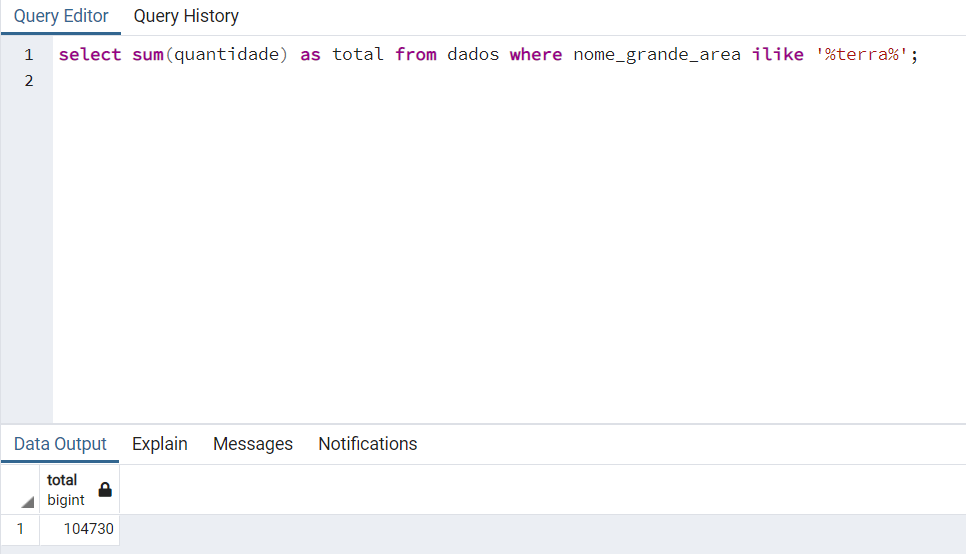 Query Editor Query History
1 select sum(quantidade) as total from dados where nome_grande_area ilike '%terra%';
2
Data Output Explain Messages Notifications
total
bigint
1 104730